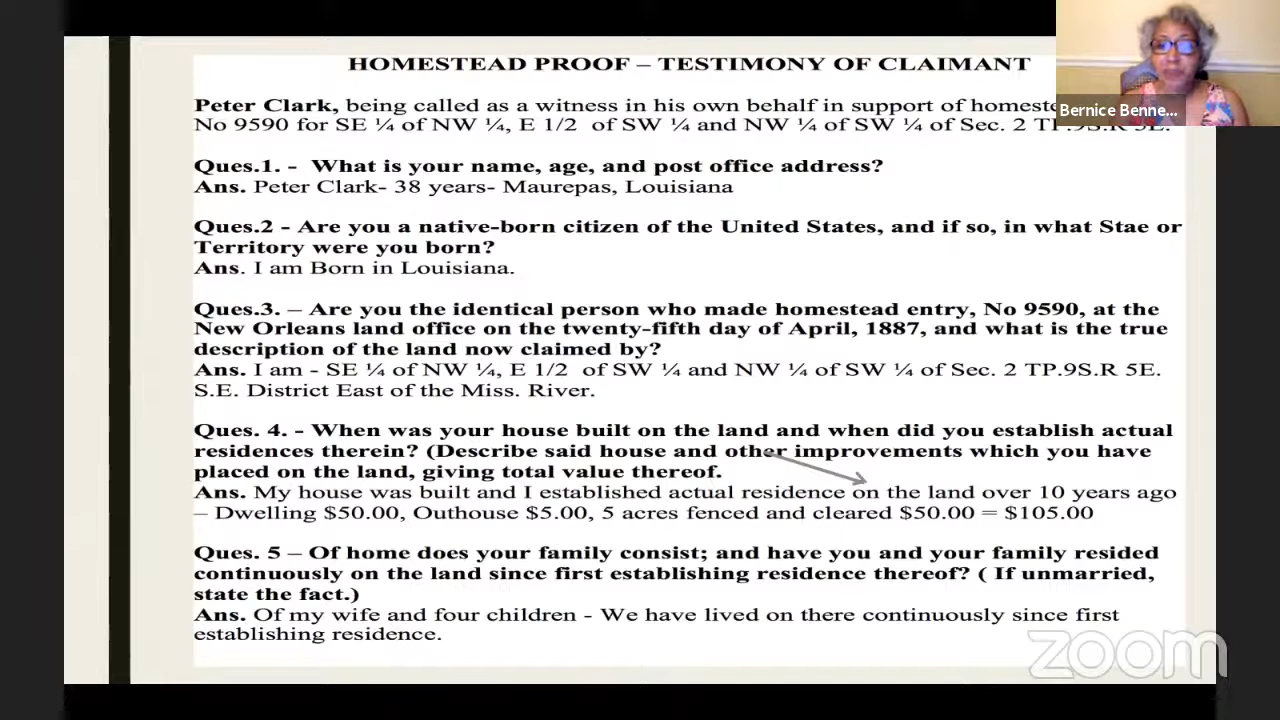 HOMESTEAD PROOF – TESTIMONY OF CLAIMANT
Peter Clark, being called as a witness in his own behalf in support of
No 9590 for SE ¼ of NW ¼, E 1/2 of SW ¼ and NW ¼ of SW ¼ of Sec. 2 TP.9S.R 5E.
Bernice Benne...
Ques.1. - What is your name, age, and post office address?
Ans. Peter Clark- 38 years- Maurepas, Louisiana
Ques.2 - Are you a native-born citizen of the United States, and if so, in what Stae or
Territory were you born?
Ans. I am Born in Louisiana.
Ques.3. – Are you the identical person who made homestead entry, No 9590, at the
New Orleans land office on the twenty-fifth day of April, 1887, and what is the true
description of the land now claimed by?
Ans. I am - SE ¼ of NW ¼, E 1/2 of SW ¼ and NW ¼ of SW ¼ of Sec. 2 TP.9S.R 5E.
S.E. District East of the Miss. River.
Ques. 4. - When was your house built on the land and when did you establish actual
residences therein? (Describe said house and other improvements which you have
placed on the land, giving total value thereof.
Ans. My house was built and I established actual residence on the land over 10 years ago
– Dwelling $50.00, Outhouse $5.00, 5 acres fenced and cleared $50.00 = $105.00
Ques. 5 – Of home does your family consist; and have you and your family resided
continuously on the land since first establishing residence thereof? ( If unmarried,
state the fact.)
Ans. Of my wife and four children - We have lived on there continuously since first
establishing residence.
zoom